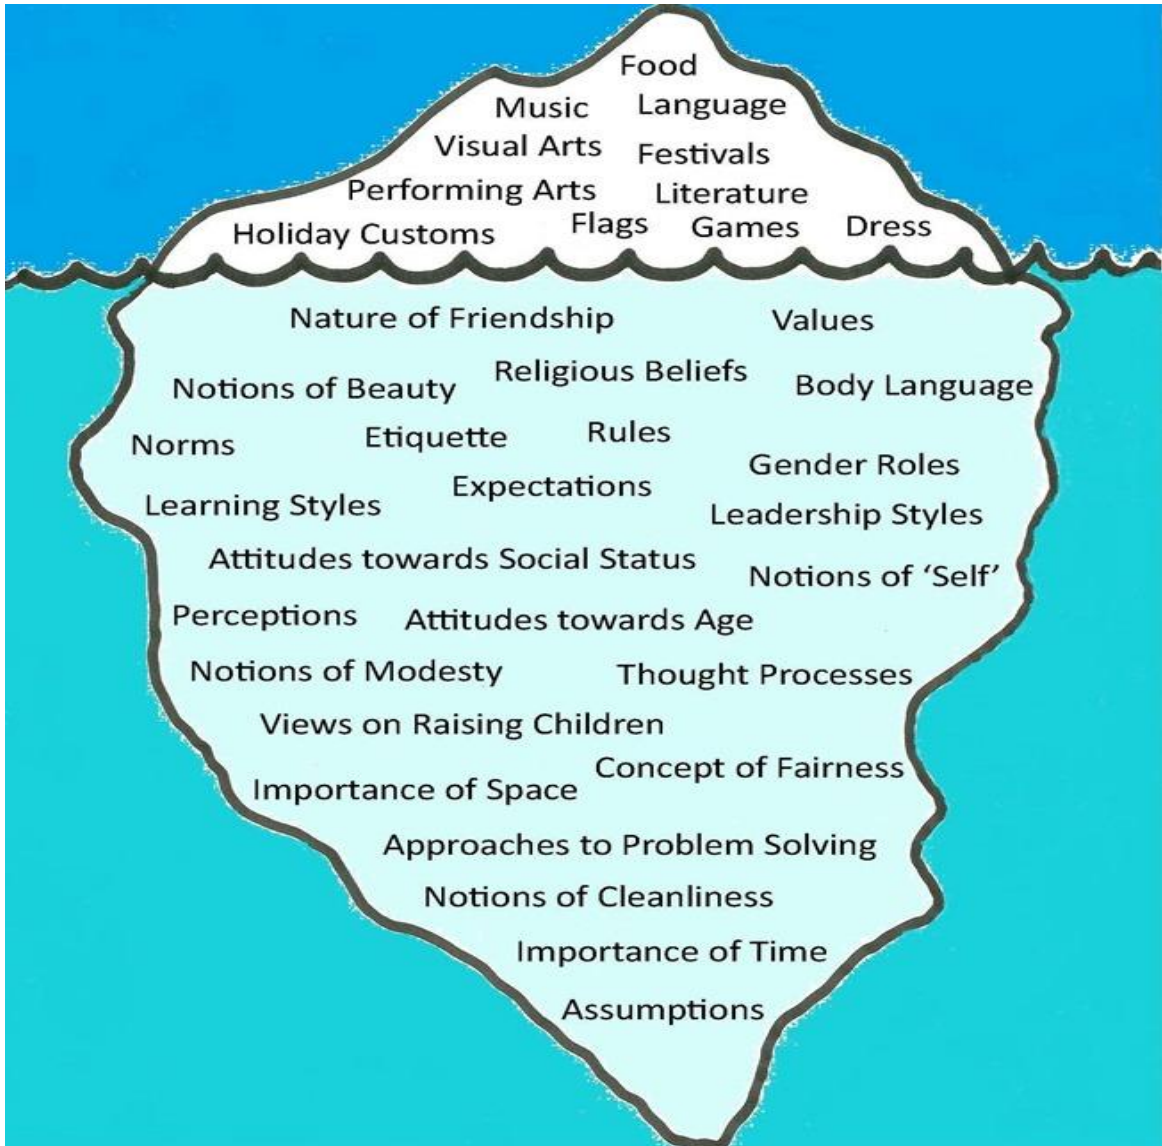 Food
Music
Language
Visual Arts
Festivals
Performing Arts
Literature
Holiday Customs
Flags
Games
Dress
Nature of Friendship
Values
Notions of Beauty
Religious Beliefs
Body Language
Norms
Etiquette
Rules
Gender Roles
Learning Styles
Expectations
Leadership Styles
Attitudes towards Social Status
Notions of ‘Self’
Perceptions
Attitudes towards Age
Notions of Modesty
Thought Processes
Views on Raising Children
Concept of Fairness
Importance of Space
Approaches to Problem Solving
Notions of Cleanliness
Importance of Time
Assumptions